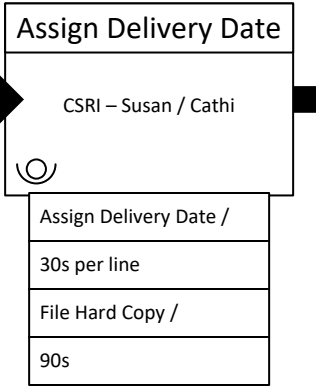 Assign Delivery Date
CSRI – Susan / Cathi
Assign Delivery Date /
30s per line
File Hard Copy /
90s